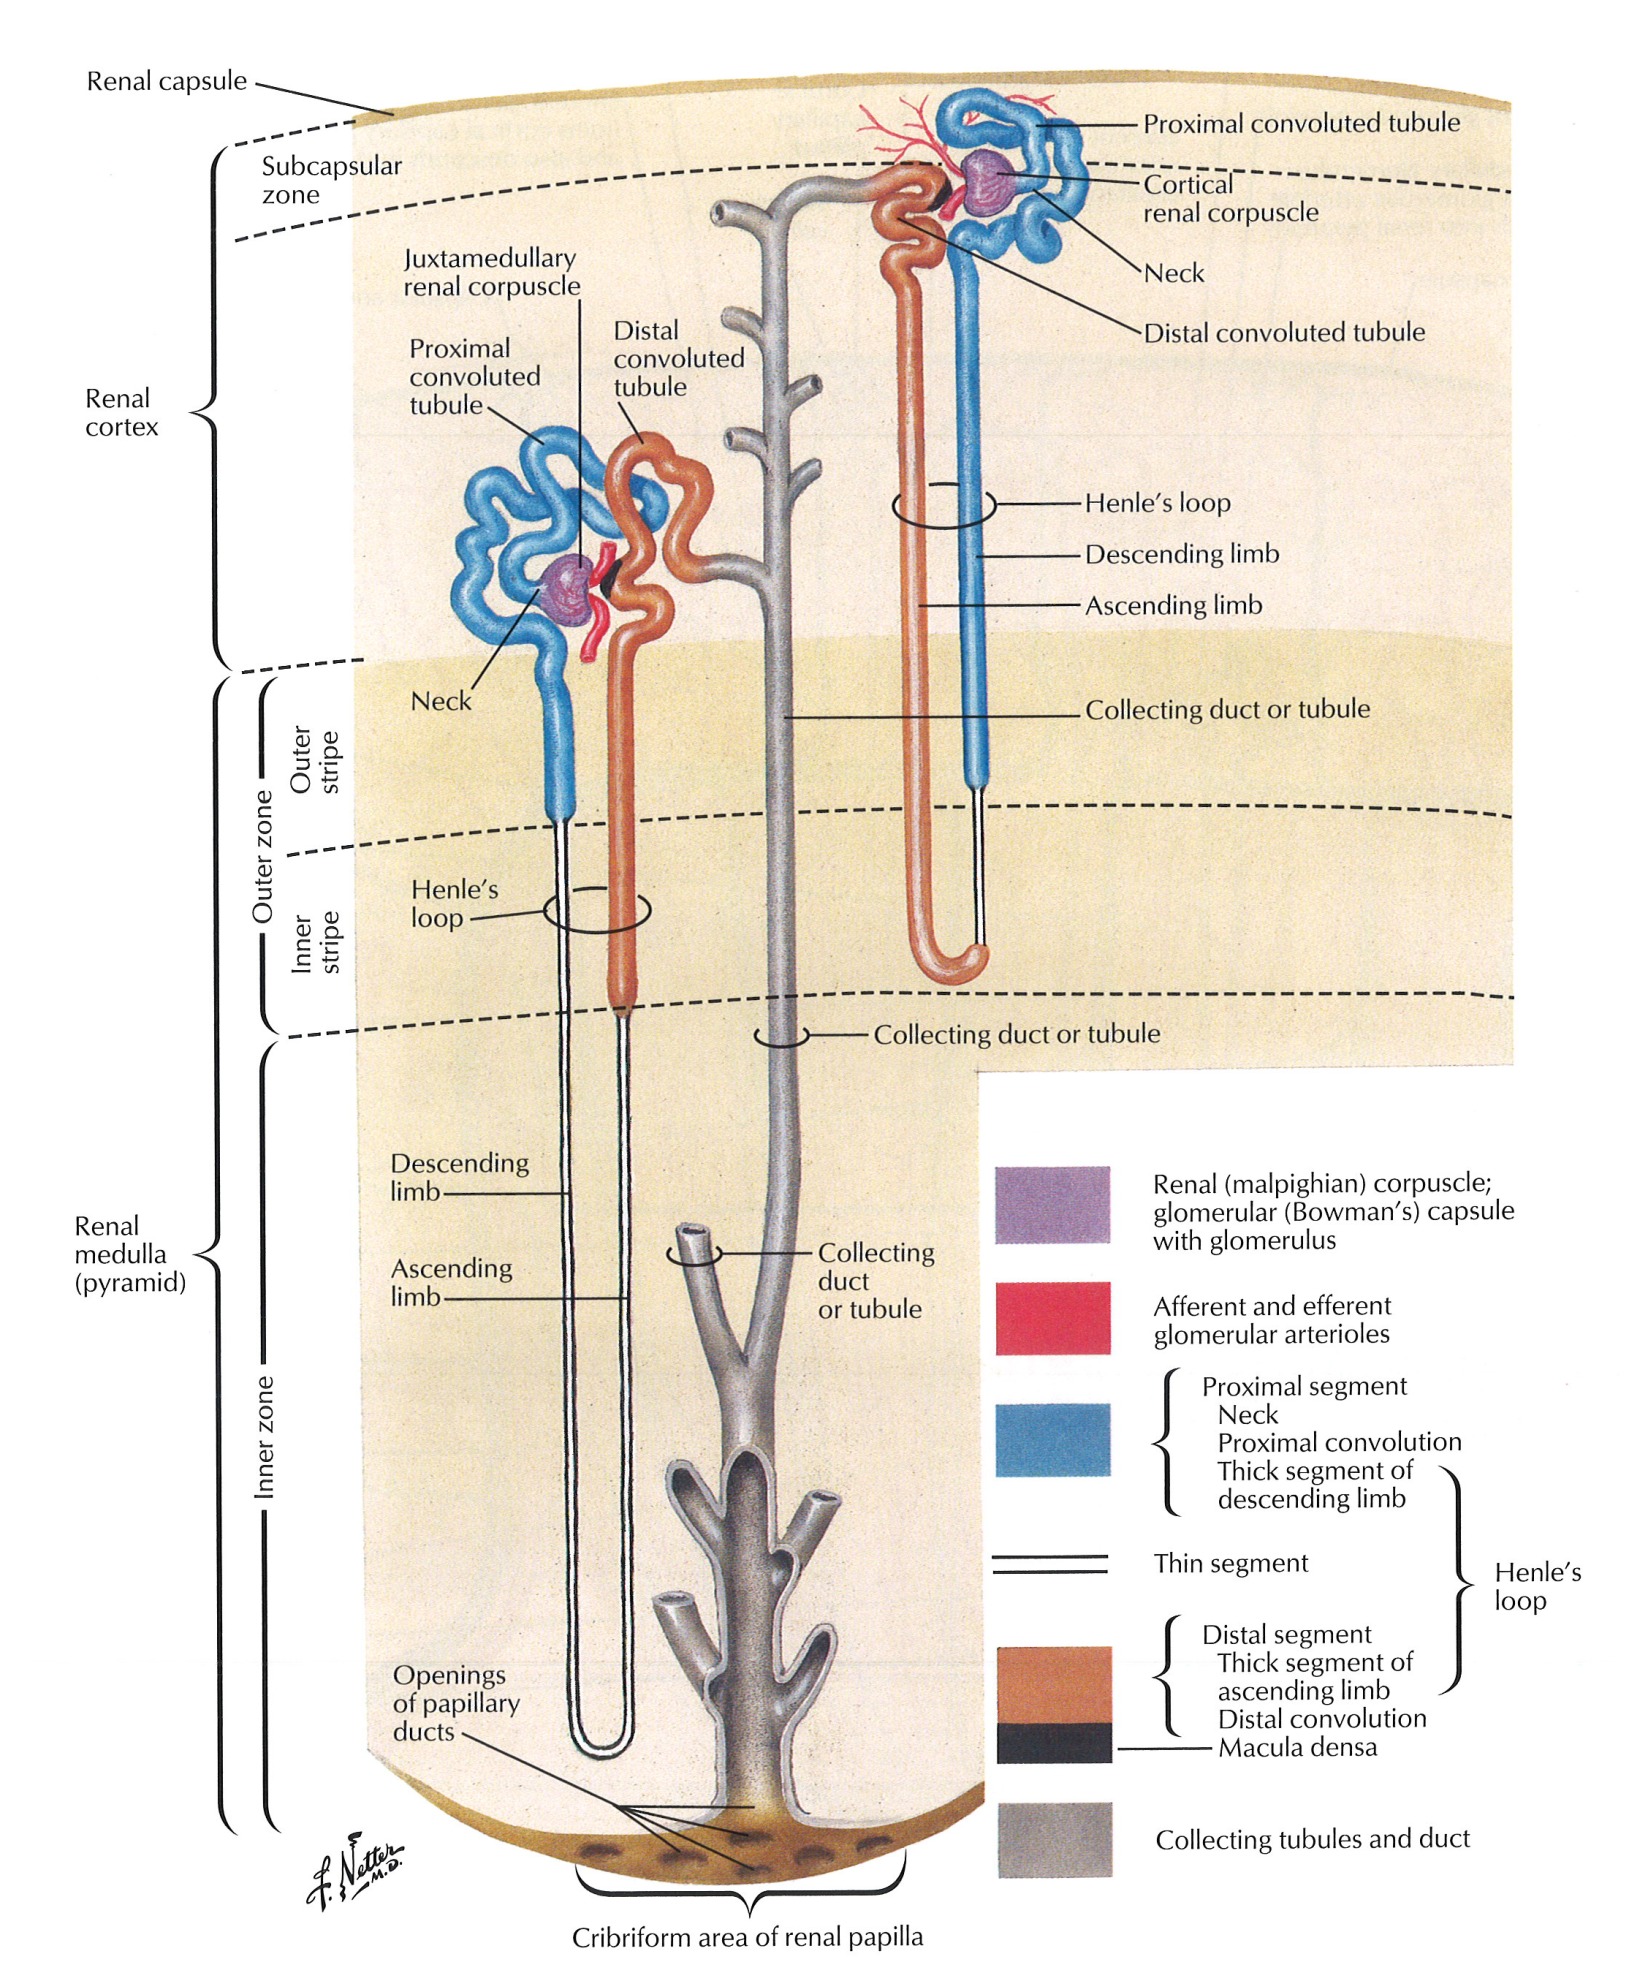 Renal capsule
Subcapsular
zone
Proximal convoluted tubule
Cortical
renal corpuscle
Neck
Distal convoluted tubule
Juxtamedullary
renal corpuscle
Proximal
convoluted
tubule
Distal
convoluted
tubule
Renal
cortex
Henle's loop
Descending limb
Ascending limb
Neck
Collecting duct or tubule
Outer
stripe
Outer zone
Inner
stripe
Henle's
loop
Collecting duct or tubule
Descending
limb
Ascending
limb
Renal
medulla
(pyramid)
Inner zone
Collecting
duct
or tubule
Openings
of papillary
ducts
Renal (malpighian) corpuscle;
glomerular (Bowman's) capsule
with glomerulus
Afferent and efferent
glomerular arterioles
Proximal segment
Neck
Proximal convolution
Thick segment of
descending limb
Thin segment
Henle's
loop
Distal segment
Thick segment of
ascending limb
Distal convolution
Macula densa
Collecting tubules and duct
F. Netter
M.D.
Cribriform area of renal papilla